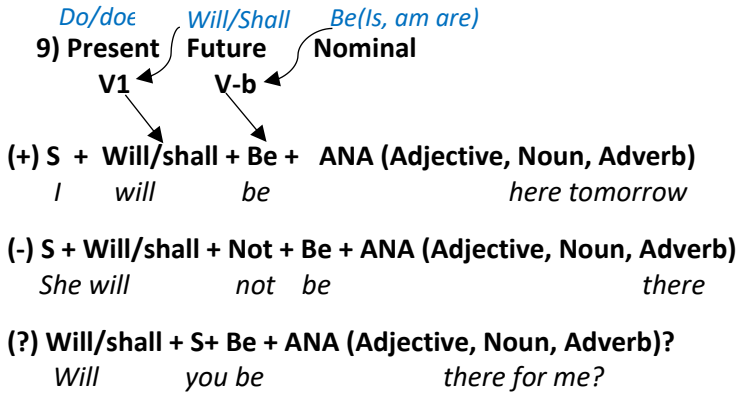 Do/doe Will/Shall Be(Is, am are)
9) Present Future Nominal
V1 V-b
(+) S + Will/shall + Be + ANA (Adjective, Noun, Adverb)
I will be here tomorrow
(-) S + Will/shall + Not + Be + ANA (Adjective, Noun, Adverb)
She will not be there
(?) Will/shall + S+ Be + ANA (Adjective, Noun, Adverb)?
Will you be there for me?